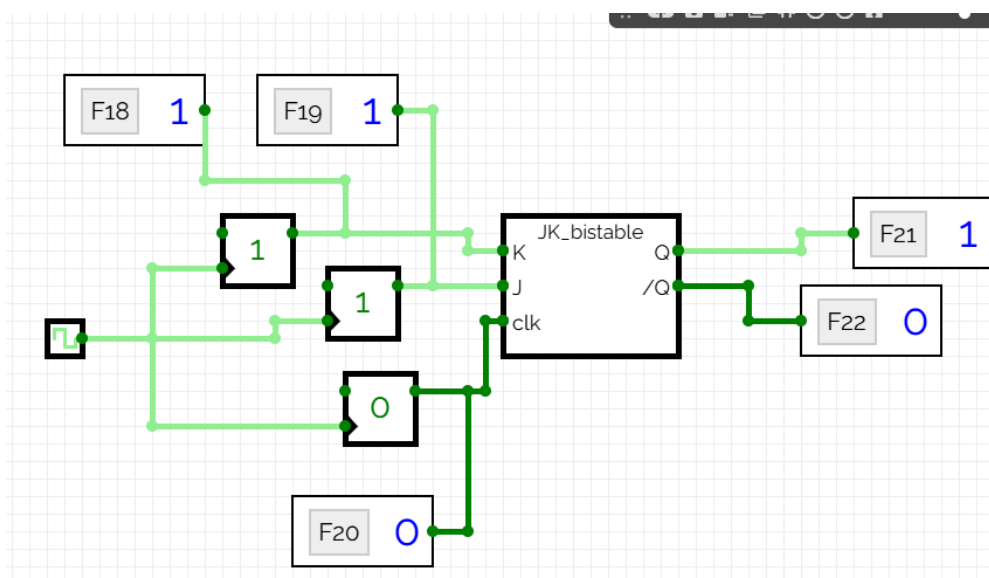 F18 1
F19 1
JK_bistable
1
K
Q
F21 1
1
J
/Q
clk
F22 0
0
F20 0